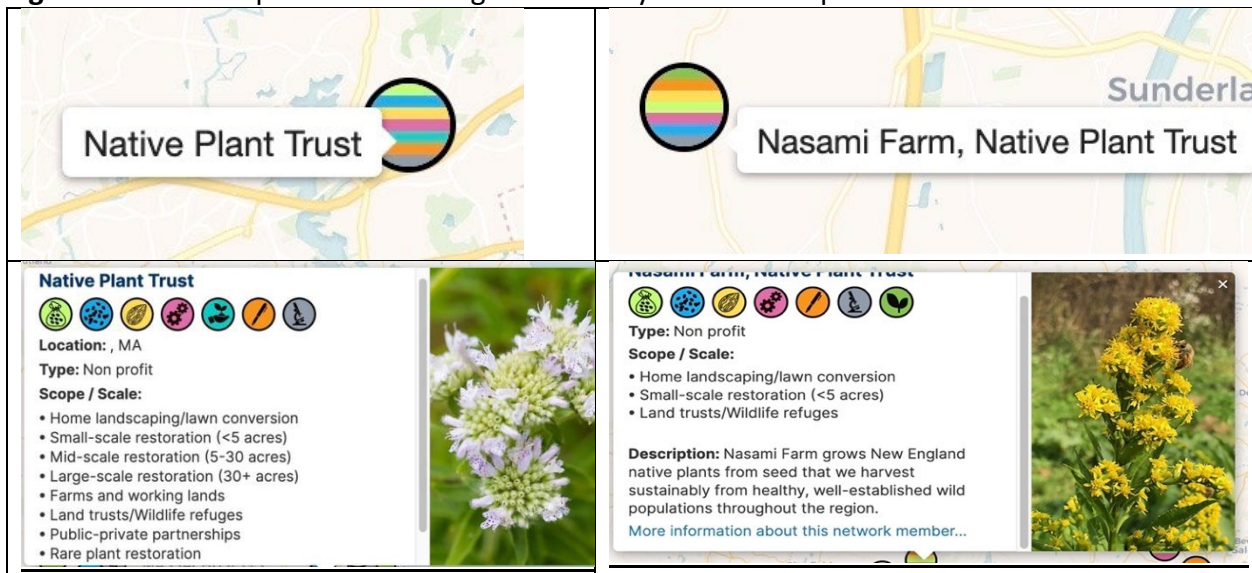 Native Plant Trust
Sunderla
Nasami Farm, Native Plant Trust
Native Plant Trust
Location: , MA
Type: Non profit
Scope / Scale:
• Home landscaping/lawn conversion
• Small-scale restoration (<5 acres)
• Mid-scale restoration (5-30 acres)
• Large-scale restoration (30+ acres)
• Farms and working lands
• Land trusts/Wildlife refuges
• Public-private partnerships
• Rare plant restoration
Nasami Farm, Native Plant Trust
Type: Non profit
Scope / Scale:
• Home landscaping/lawn conversion
• Small-scale restoration (<5 acres)
• Land trusts/Wildlife refuges
Description: Nasami Farm grows New England
native plants from seed that we harvest
sustainably from healthy, well-established wild
populations throughout the region.
More information about this network member...